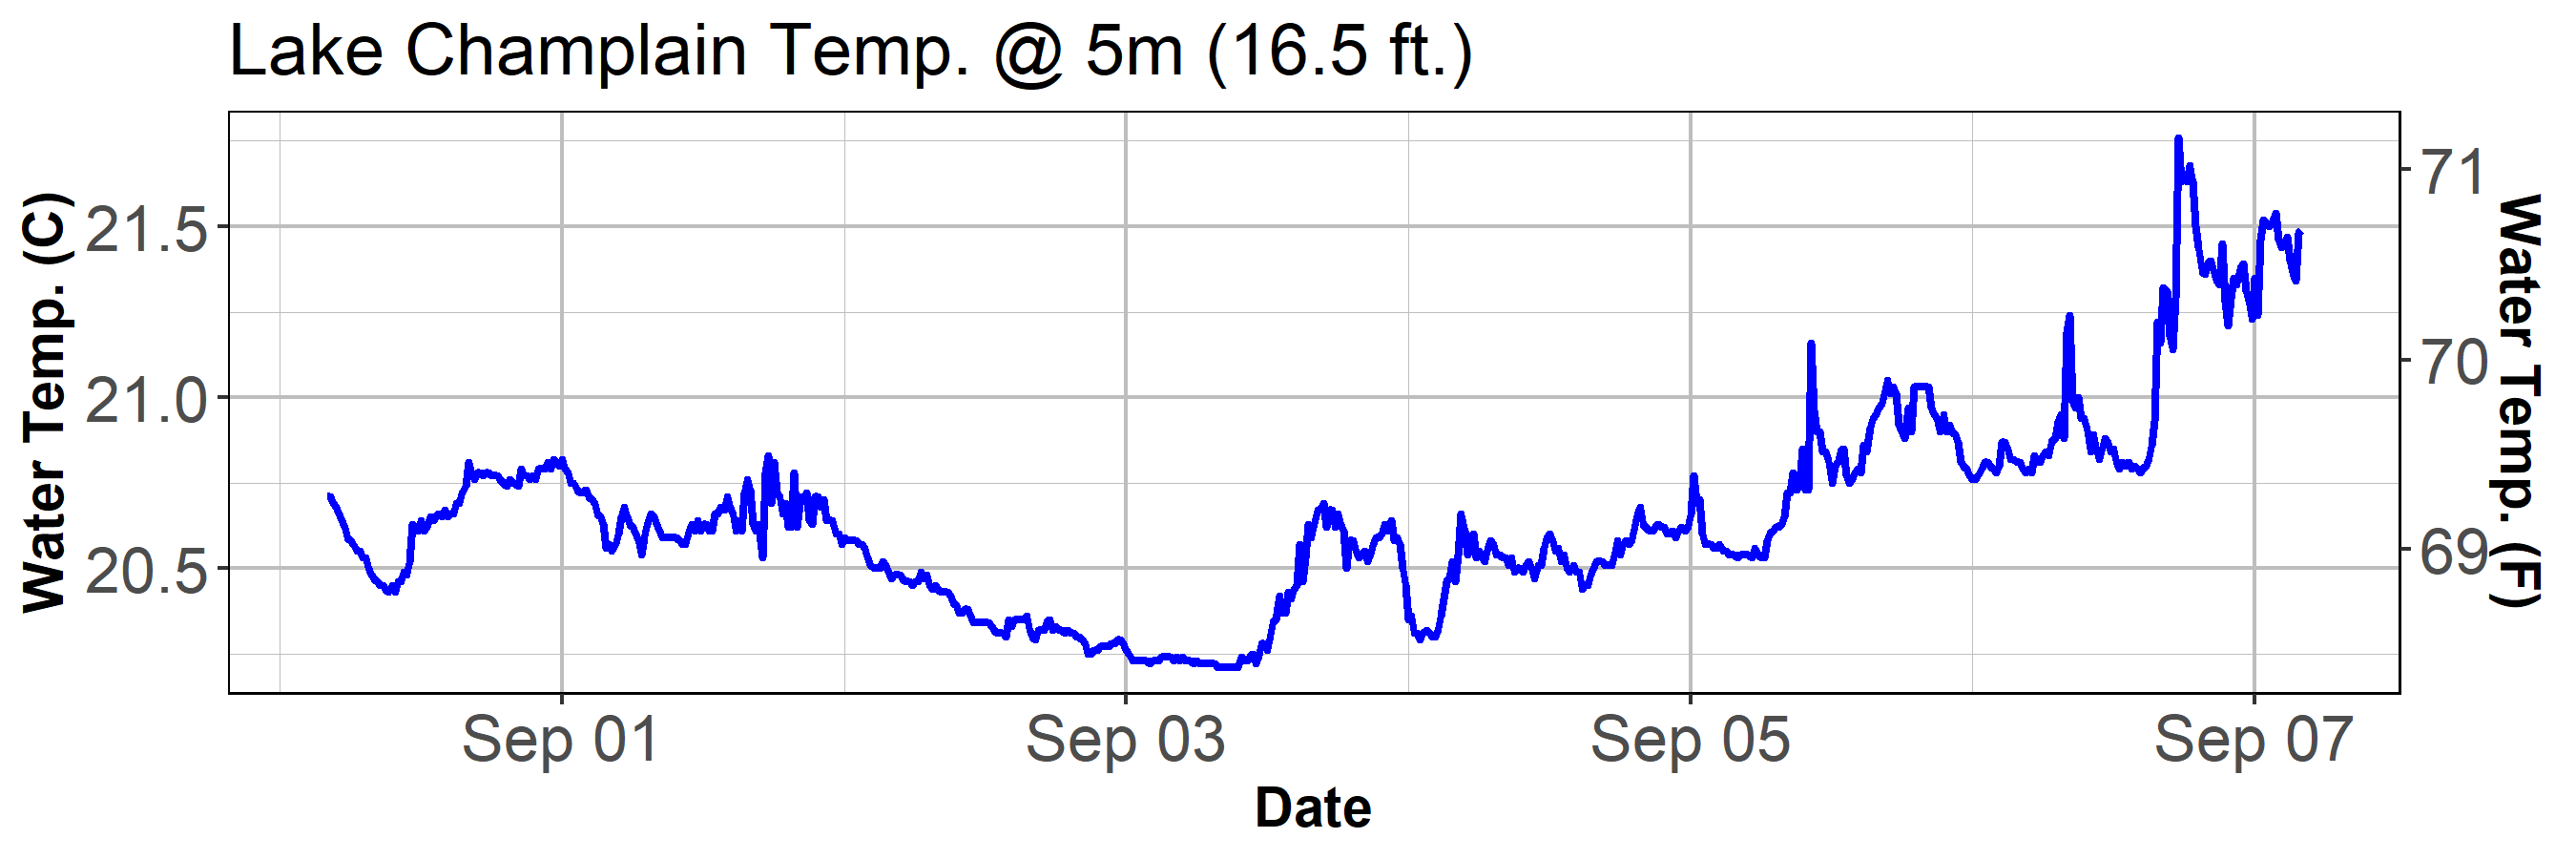 Lake Champlain Temp. @ 5m (16.5 ft.)
Water Temp. (C)
21.5
21.0
20.5
71
70
69
Water Temp. (F)
Sep 01 Sep 03 Sep 05 Sep 07
Date